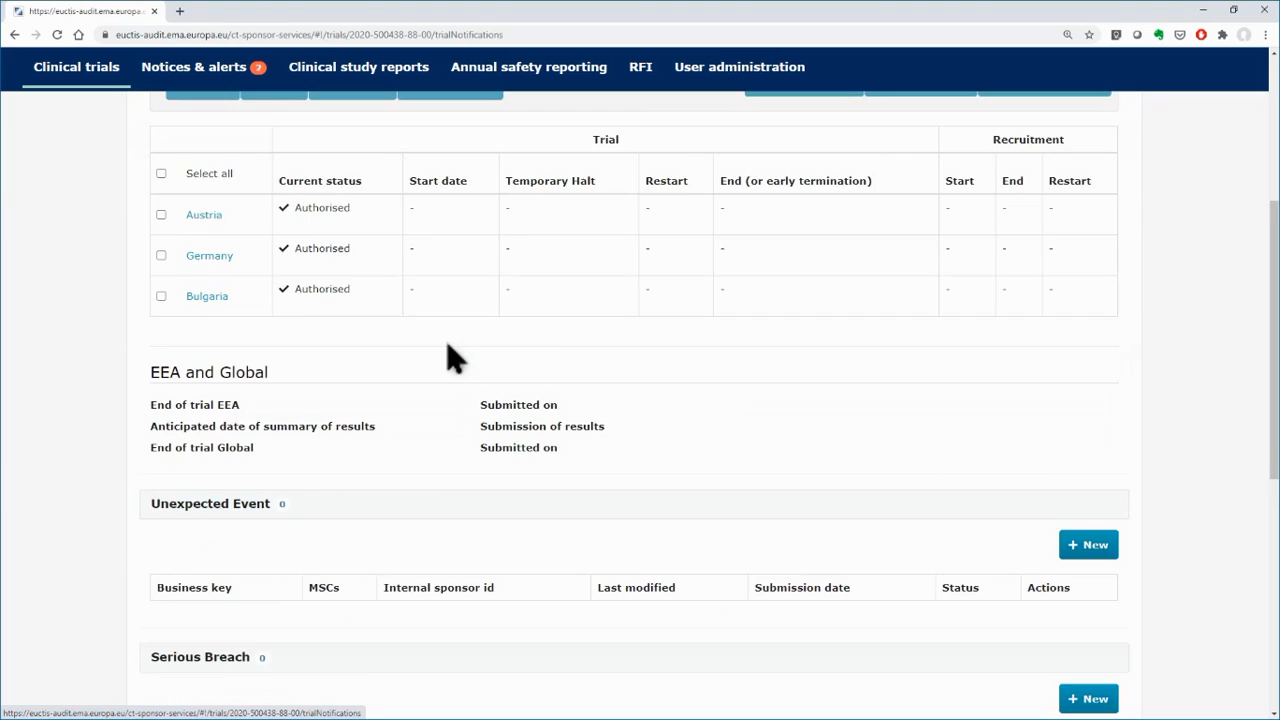 https://euctis-audit.ema.europa.eu
euctis-audit.ema.europa.eu/ct-sponsor-services/#!/trials/2020-500438-88-00/trialNotifications
Clinical trials Notices & alerts 2 Clinical study reports Annual safety reporting RFI User administration
Trial Recruitment
Select all Current status Start date Temporary Halt Restart End (or early termination) Start End Restart
Austria Authorised - - - - - - -
Germany Authorised - - - - - - -
Bulgaria Authorised - - - - - - -
EEA and Global
End of trial EEA Submitted on
Anticipated date of summary of results Submission of results
End of trial Global Submitted on
Unexpected Event 0
+ New
Business key MSCs Internal sponsor id Last modified Submission date Status Actions
Serious Breach 0
+ New
https://euctis-audit.ema.europa.eu/ct-sponsor-services/#!/trials/2020-500438-88-00/trialNotifications